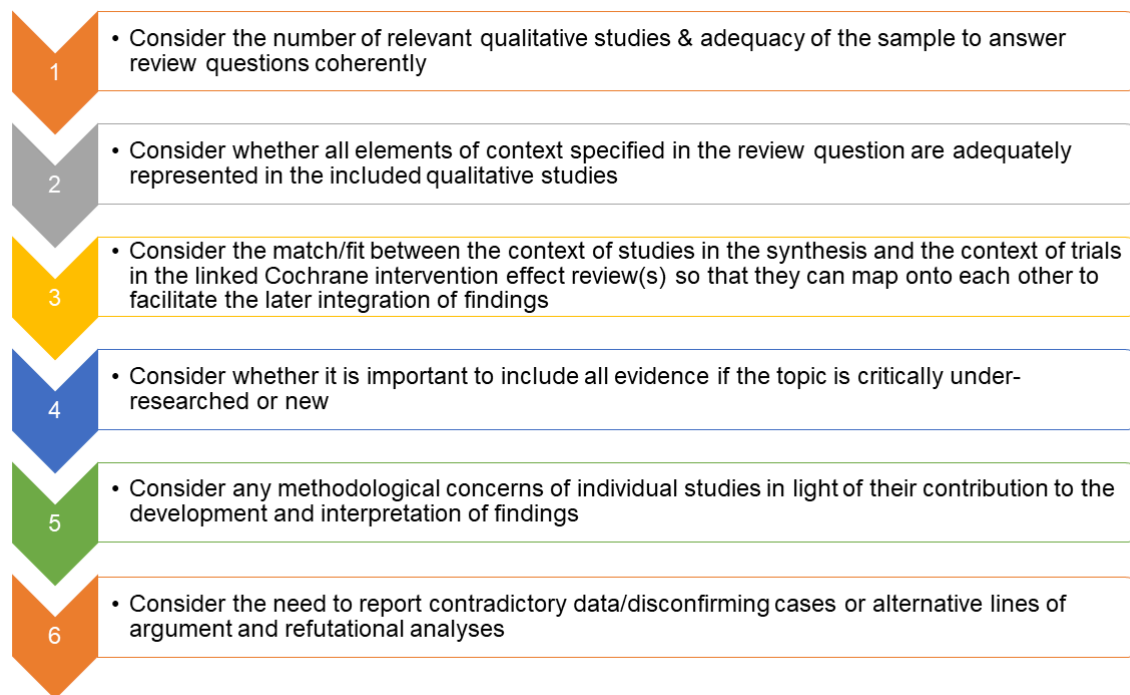 1
• Consider the number of relevant qualitative studies & adequacy of the sample to answer
review questions coherently
2
• Consider whether all elements of context specified in the review question are adequately
represented in the included qualitative studies
3
• Consider the match/fit between the context of studies in the synthesis and the context of trials
in the linked Cochrane intervention effect review(s) so that they can map onto each other to
facilitate the later integration of findings
4
• Consider whether it is important to include all evidence if the topic is critically under-
researched or new
5
• Consider any methodological concerns of individual studies in light of their contribution to the
development and interpretation of findings
6
• Consider the need to report contradictory data/disconfirming cases or alternative lines of
argument and refutational analyses